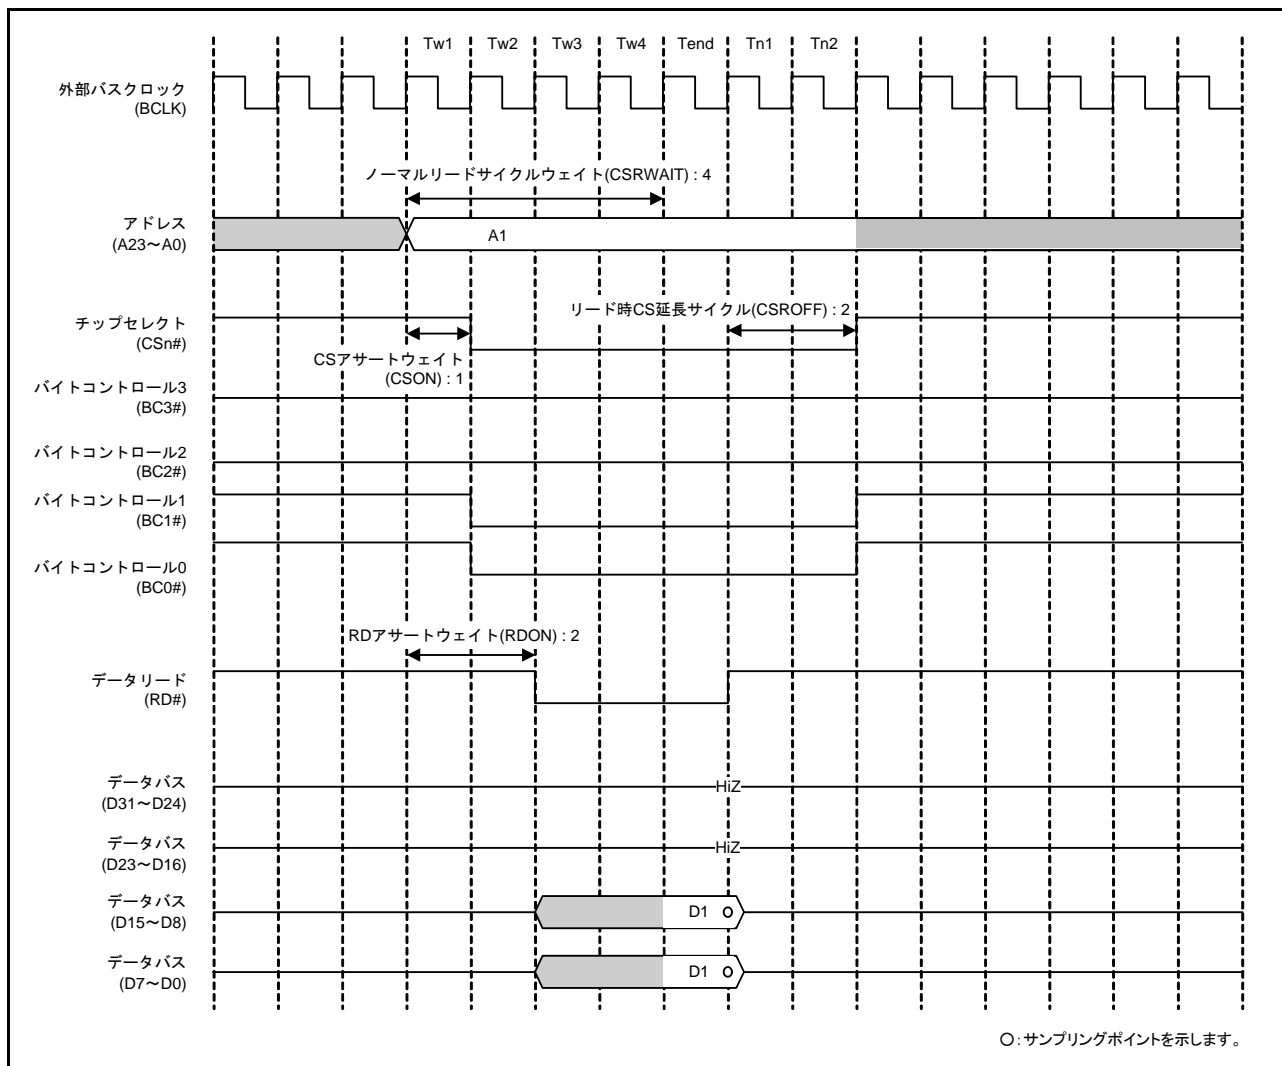 Tw1 Tw2 Tw3 Tw4 Tend Tn1 Tn2
外部バスクロック
(BCLK)
ノーマルリードサイクルウェイト(CSRWAIT) : 4
アドレス
(A23～A0)
A1
リード時CS延長サイクル(CSROFF) : 2
チップセレクト
(CSn#)
CSアサートウェイト
(CSON) : 1
バイトコントロール3
(BC3#)
バイトコントロール2
(BC2#)
バイトコントロール1
(BC1#)
バイトコントロール0
(BC0#)
RDアサートウェイト(RDON) : 2
データリード
(RD#)
データバス
(D31～D24)
HiZ
データバス
(D23～D16)
HiZ
データバス
(D15～D8)
D1
データバス
(D7～D0)
D1
○ : サンプリングポイントを示します。